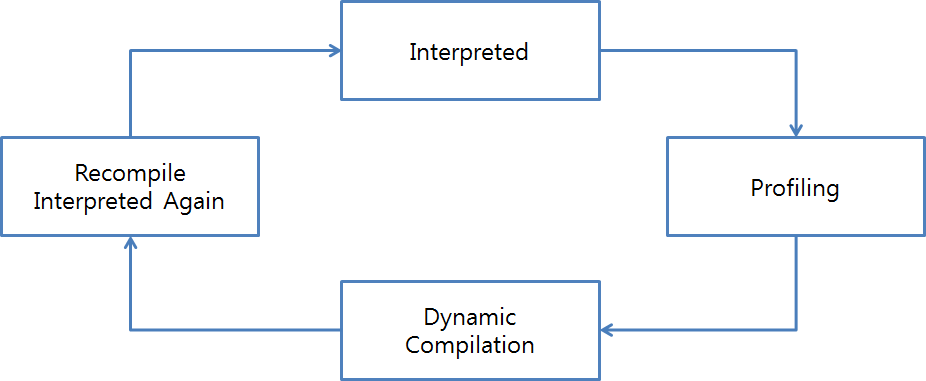 Interpreted
Recompile
Interpreted Again
Profiling
Dynamic
Compilation